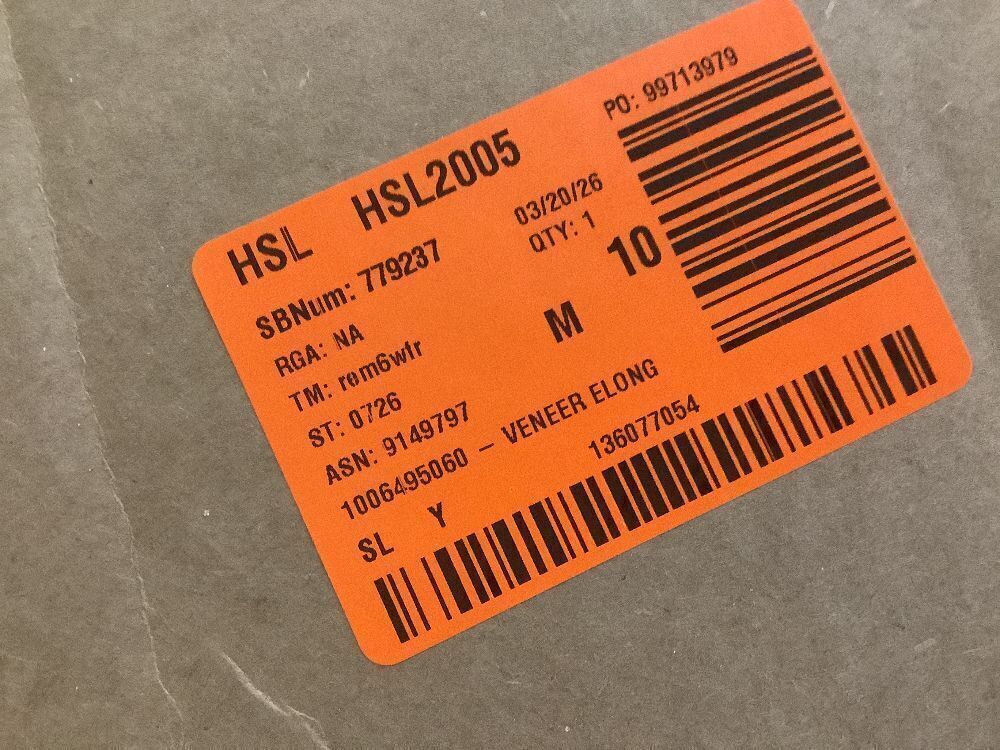 HSL HSL2005 PO: 99713979
SBNum: 779237 03/20/26
RGA: NA QTY: 1
TM: rem6wfr 10
ST: 0726 M
ASN: 9149797
1006495060 – VENEER ELONG
SL Y 136077054